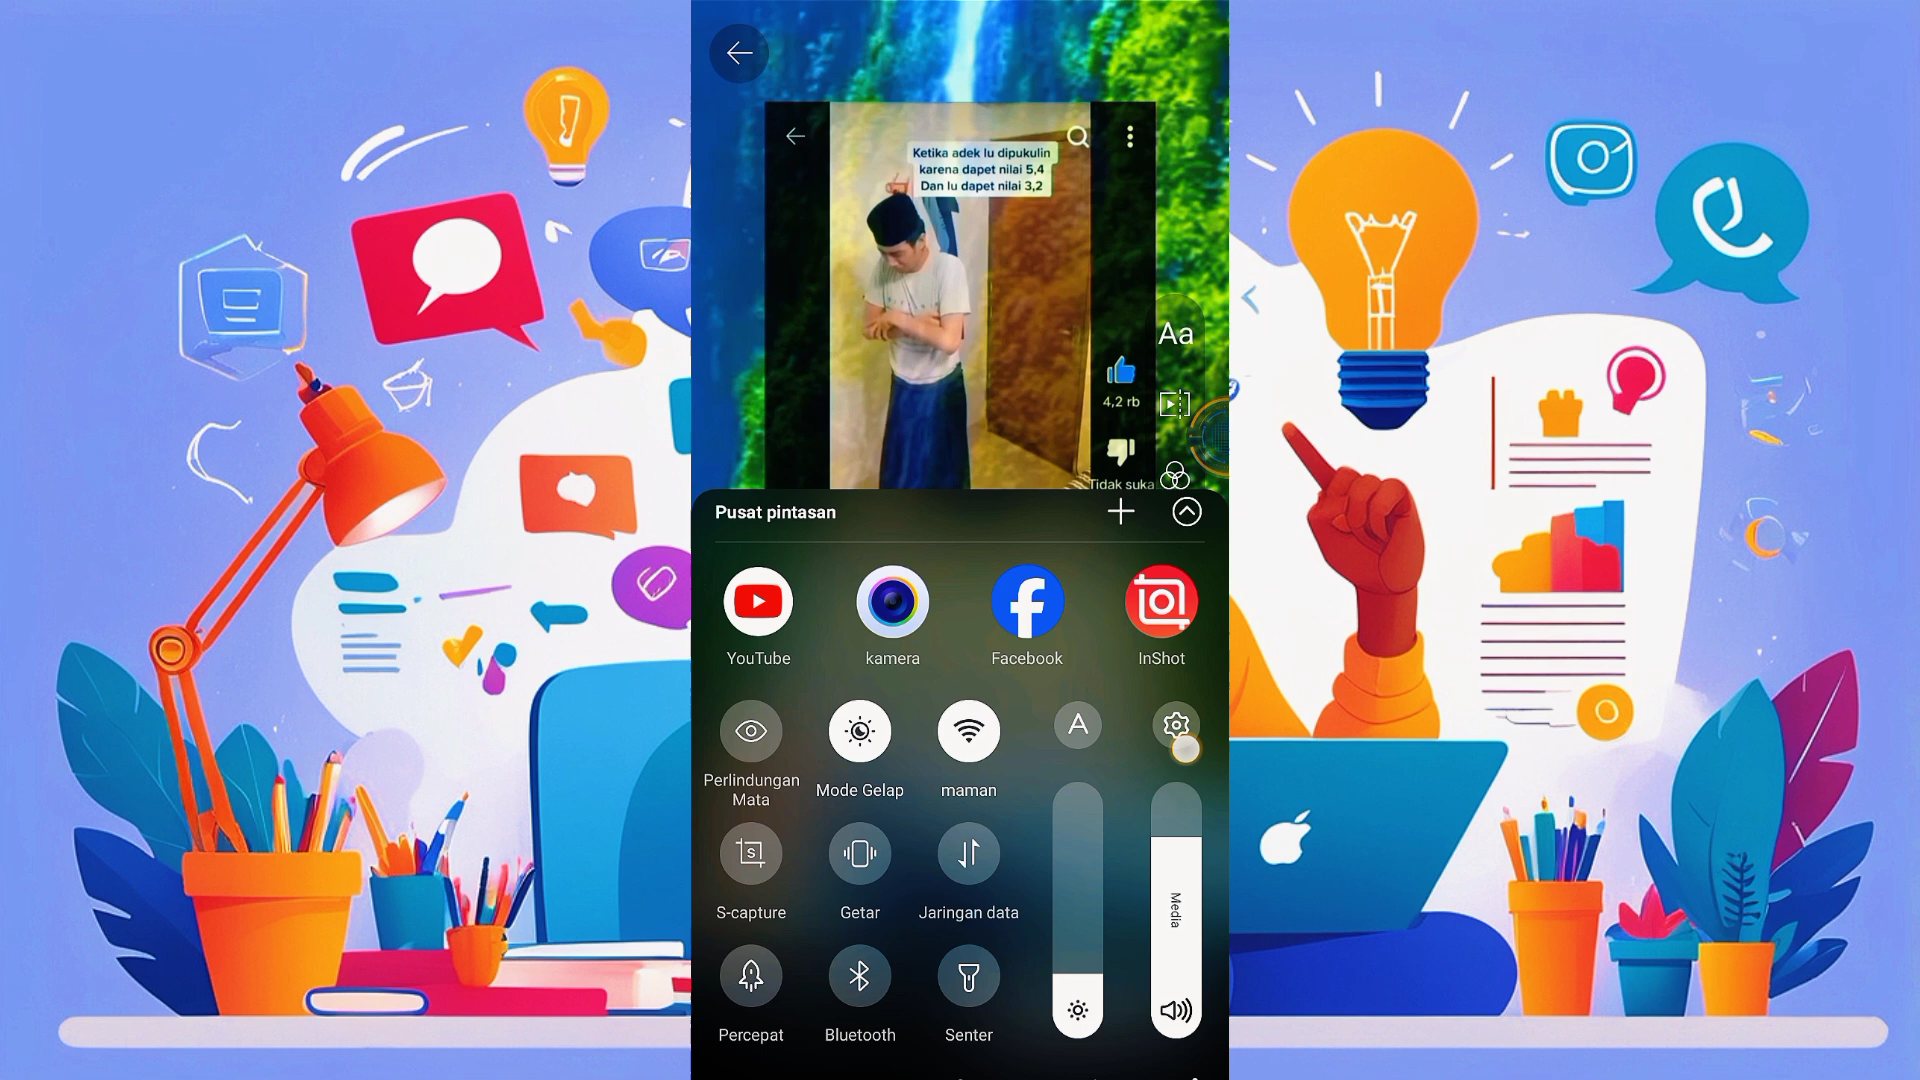 Ketika adek lu dipukulin
karena dapet nilai 5,4
Dan lu dapet nilai 3,2
Aa
4,2 rb
Tidak suka
Pusat pintasan
YouTube
kamera
Facebook
InShot
A
Perlindungan
Mata
Mode Gelap
maman
S
S-capture
Getar
Jaringan data
Media
Percepat
Bluetooth
Senter